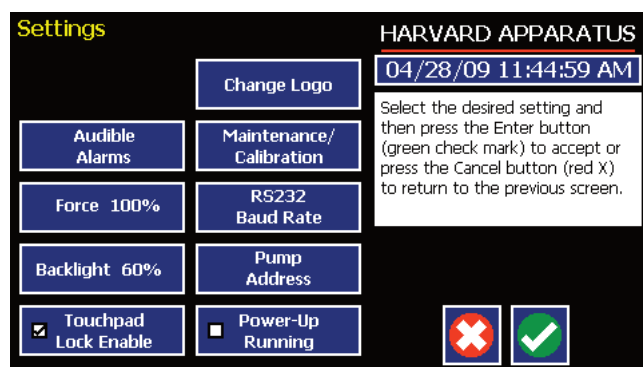 Settings
Change Logo
Audible
Alarms
Maintenance/
Calibration
Force 100%
RS232
Baud Rate
Backlight 60%
Pump
Address
Touchpad
Lock Enable
Power-Up
Running
HARVARD APPARATUS
04/28/09 11:44:59 AM
Select the desired setting and
then press the Enter button
(green check mark) to accept or
press the Cancel button (red X)
to return to the previous screen.